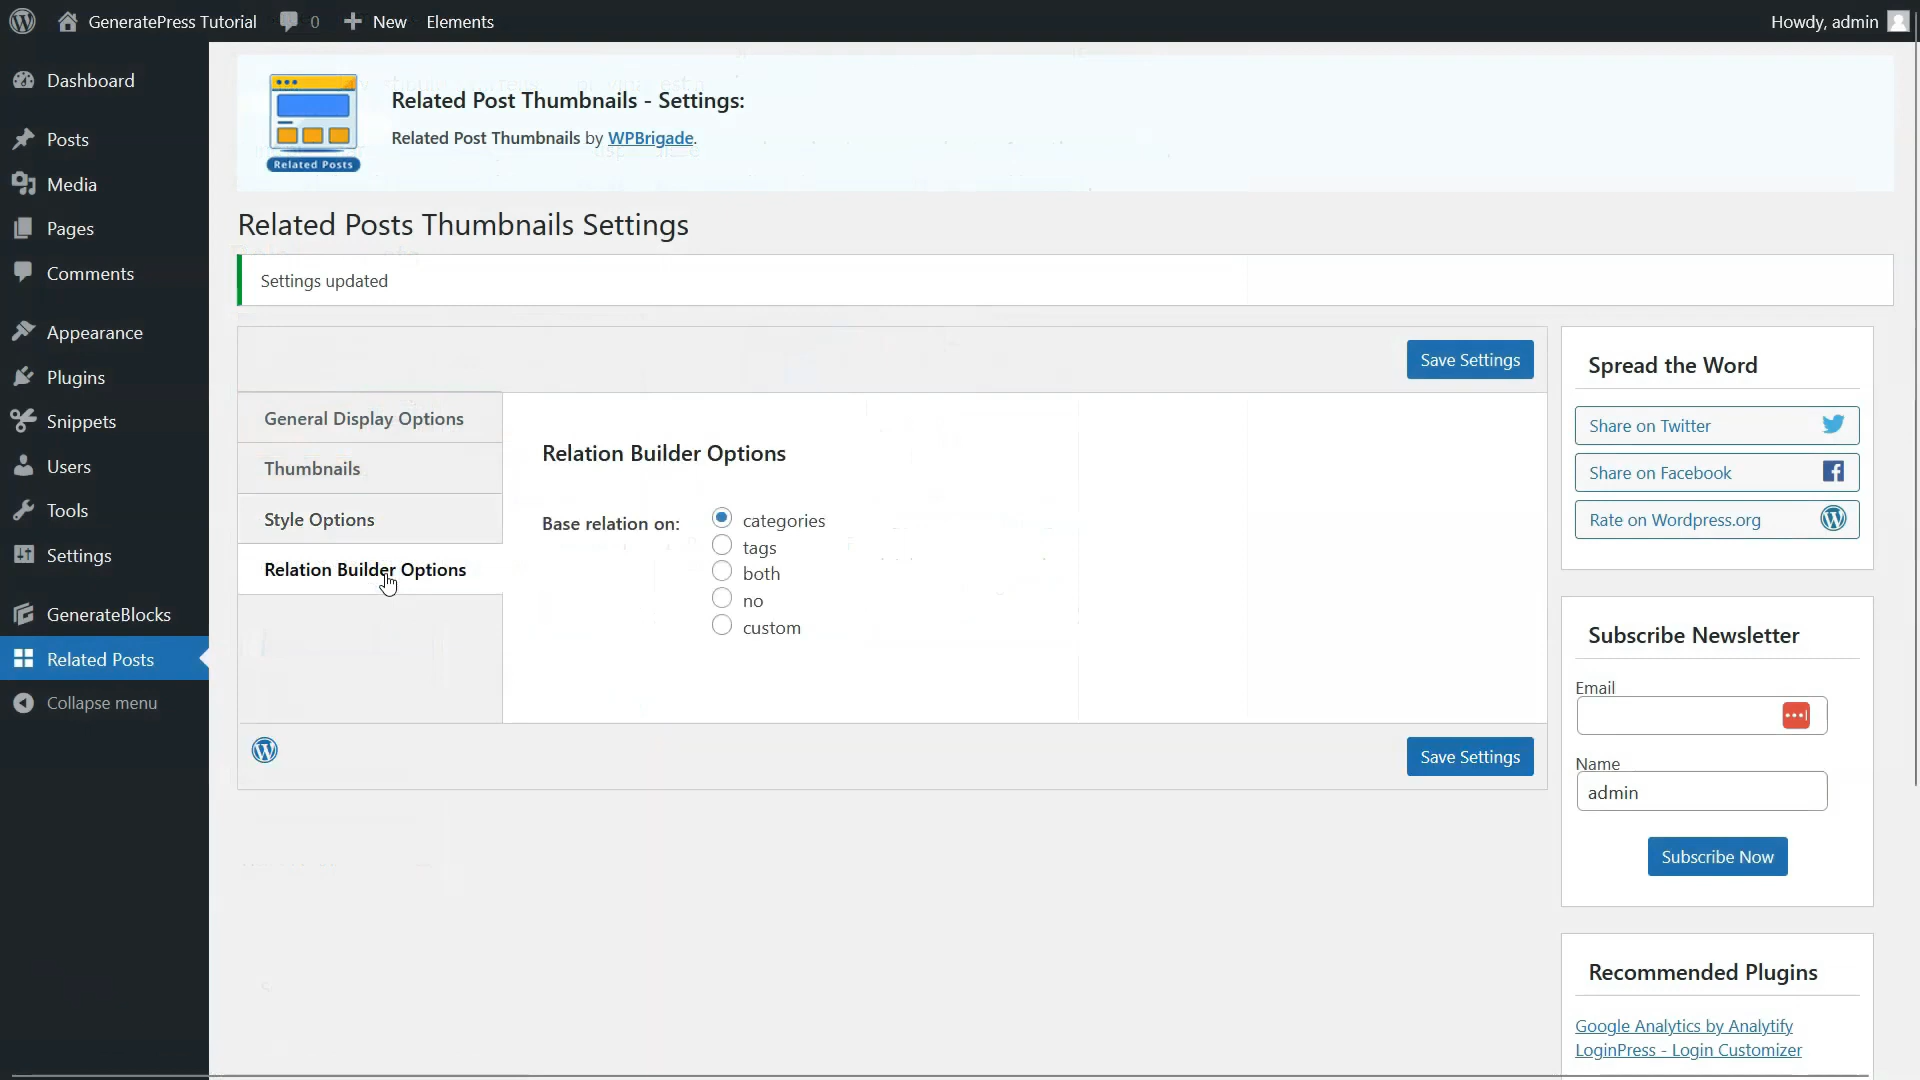 GeneratePress Tutorial
0
New
Elements
Howdy, admin
Dashboard
Posts
Media
Pages
Comments
Appearance
Plugins
Snippets
Users
Tools
Settings
GenerateBlocks
Related Posts
Collapse menu
Related Posts
Related Post Thumbnails - Settings:
Related Post Thumbnails by WPBrigade.
Related Posts Thumbnails Settings
Settings updated
Save Settings
General Display Options
Thumbnails
Style Options
Relation Builder Options
Relation Builder Options
Base relation on:
categories
tags
both
no
custom
Save Settings
Spread the Word
Share on Twitter
Share on Facebook
Rate on Wordpress.org
Subscribe Newsletter
Email
Name
admin
Subscribe Now
Recommended Plugins
Google Analytics by Analytify
LoginPress - Login Customizer